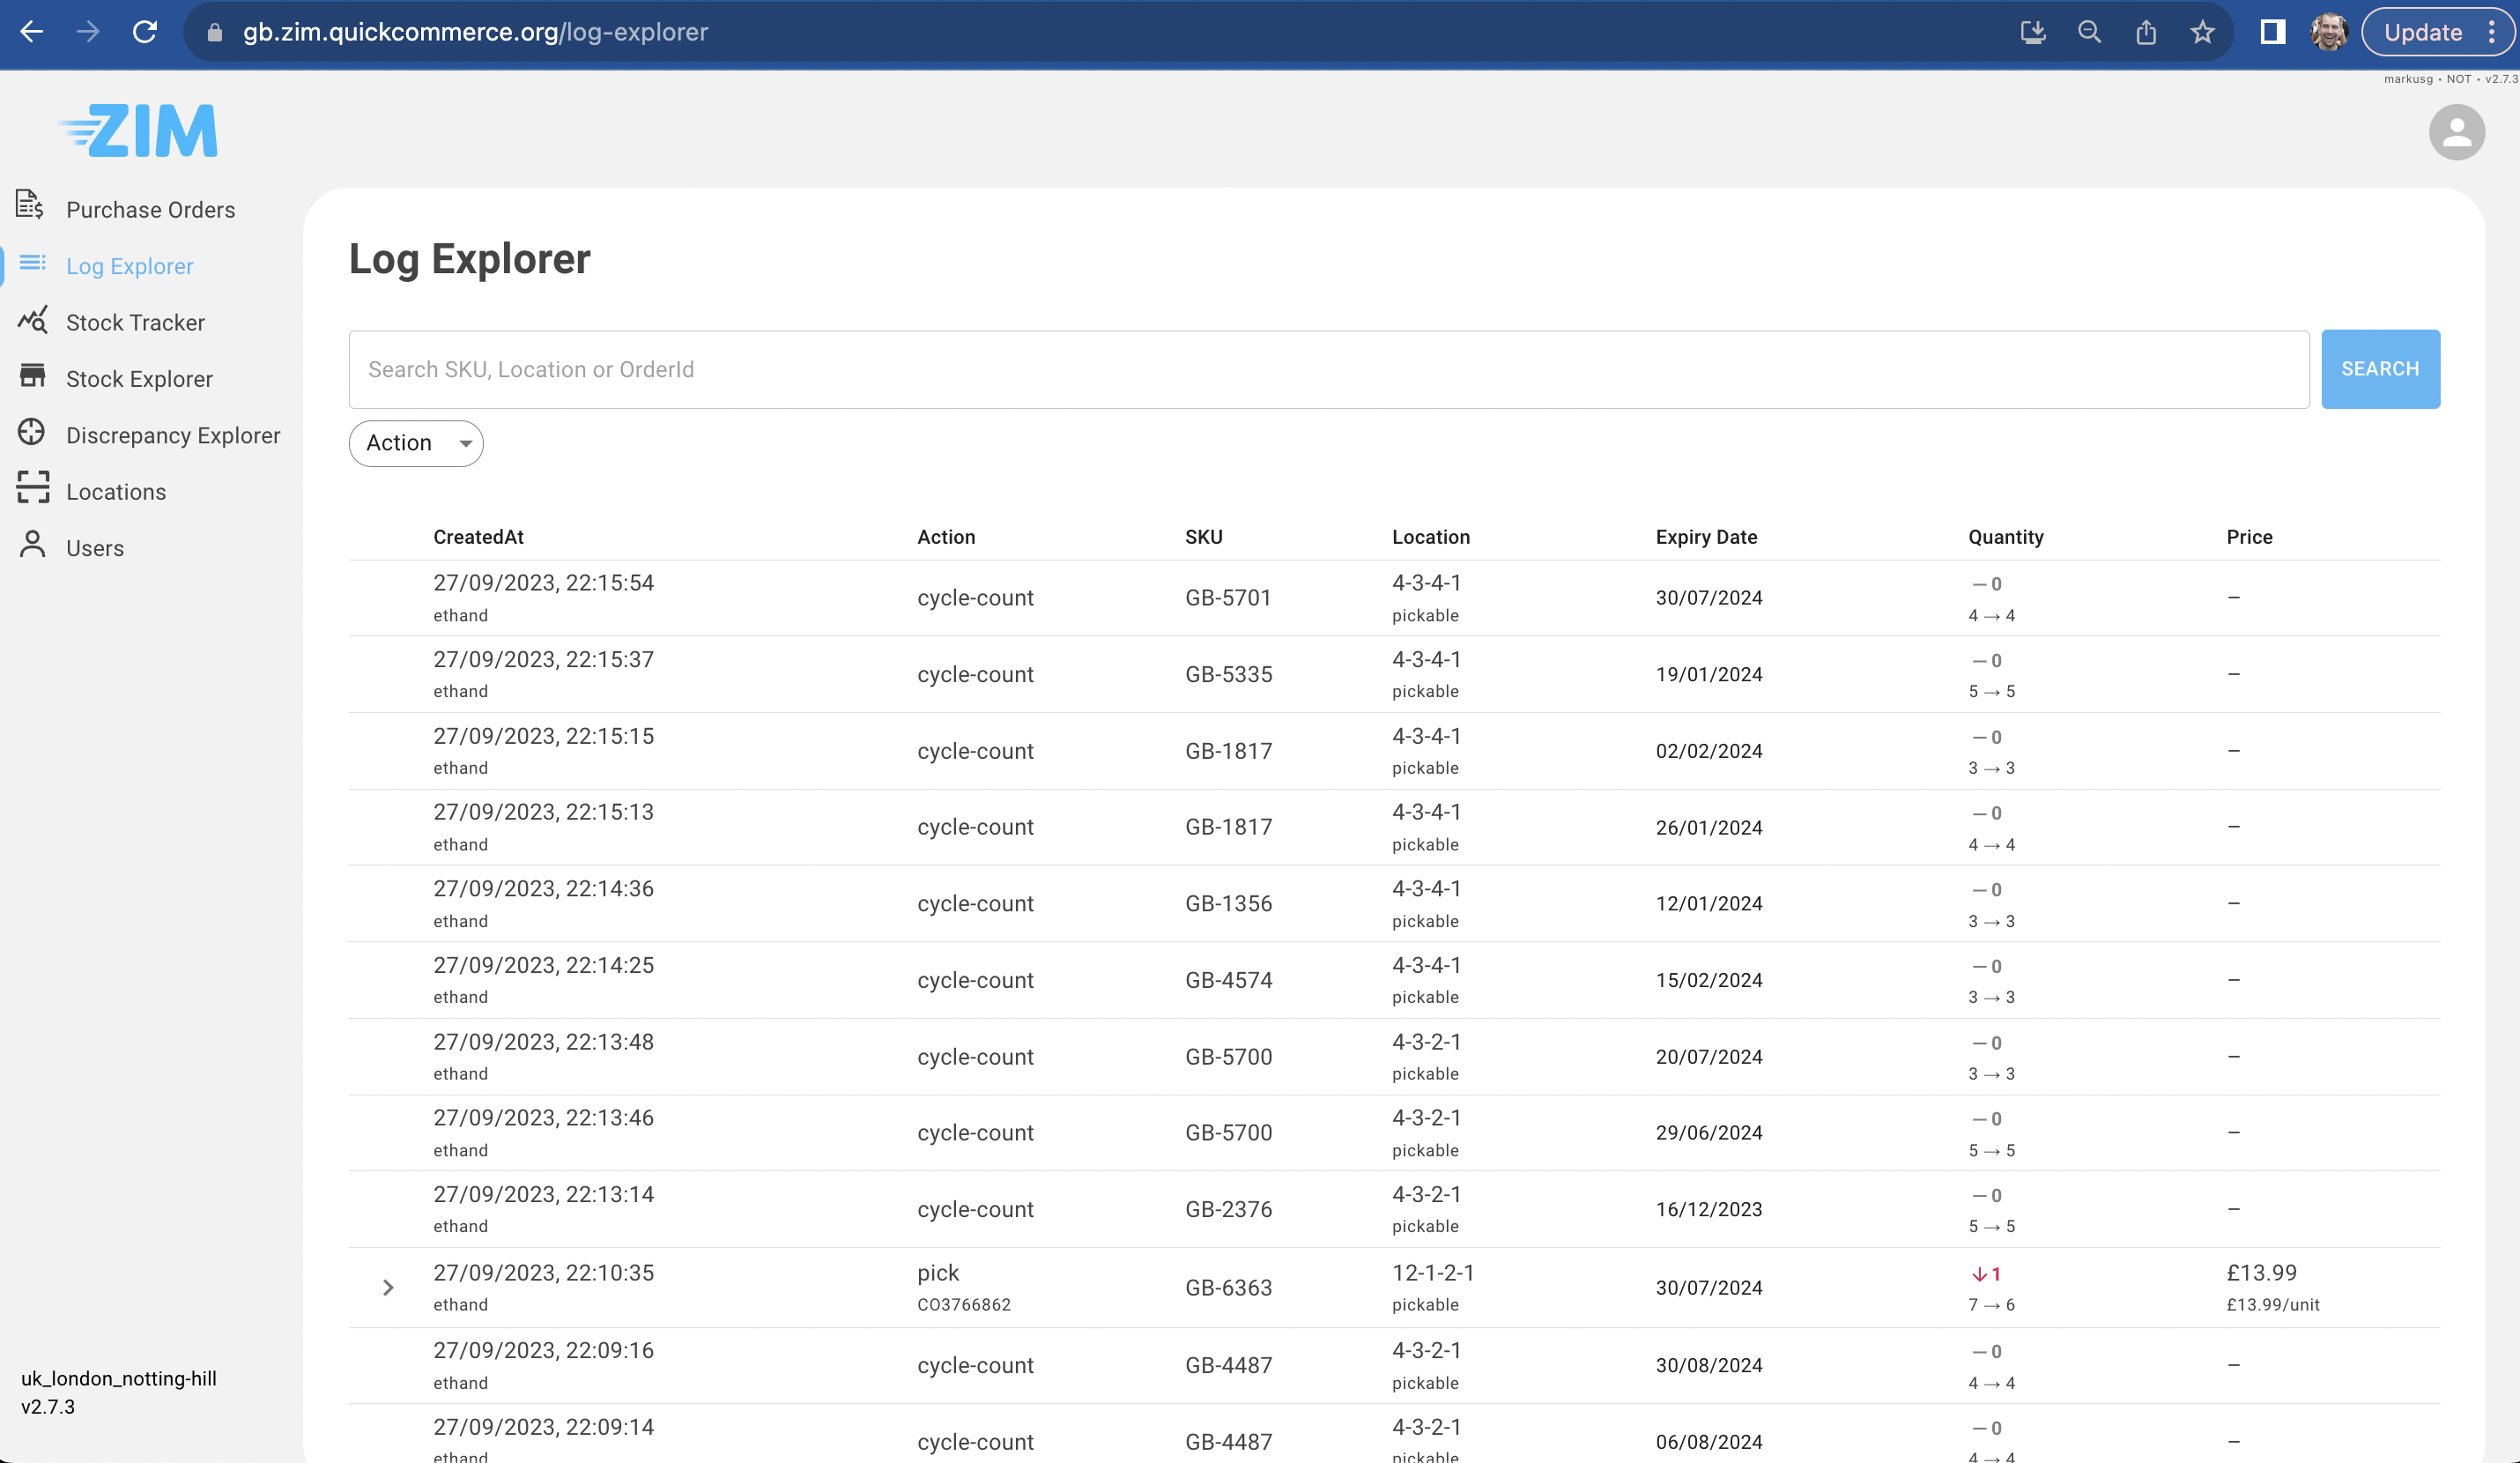 gb.zim.quickcommerce.org/log-explorer
Update
markusg • NOT • v2.7.3
ZIM
Purchase Orders
Log Explorer
Stock Tracker
Stock Explorer
Discrepancy Explorer
Locations
Users
uk_london_notting-hill
v2.7.3
Log Explorer
Search SKU, Location or OrderId
SEARCH
Action
CreatedAt Action SKU Location Expiry Date Quantity Price
27/09/2023, 22:15:54 4-3-4-1 — 0
cycle-count GB-5701 30/07/2024 –
ethand pickable 4 → 4
27/09/2023, 22:15:37 4-3-4-1 — 0
cycle-count GB-5335 19/01/2024 –
ethand pickable 5 → 5
27/09/2023, 22:15:15 4-3-4-1 — 0
cycle-count GB-1817 02/02/2024 –
ethand pickable 3 → 3
27/09/2023, 22:15:13 4-3-4-1 — 0
cycle-count GB-1817 26/01/2024 –
ethand pickable 4 → 4
27/09/2023, 22:14:36 4-3-4-1 — 0
cycle-count GB-1356 12/01/2024 –
ethand pickable 3 → 3
27/09/2023, 22:14:25 4-3-4-1 — 0
cycle-count GB-4574 15/02/2024 –
ethand pickable 3 → 3
27/09/2023, 22:13:48 4-3-2-1 — 0
cycle-count GB-5700 20/07/2024 –
ethand pickable 3 → 3
27/09/2023, 22:13:46 4-3-2-1 — 0
cycle-count GB-5700 29/06/2024 –
ethand pickable 5 → 5
27/09/2023, 22:13:14 4-3-2-1 — 0
cycle-count GB-2376 16/12/2023 –
ethand pickable 5 → 5
27/09/2023, 22:10:35 pick 12-1-2-1 ↓ 1 £13.99
GB-6363 30/07/2024
ethand CO3766862 pickable 7 → 6 £13.99/unit
27/09/2023, 22:09:16 4-3-2-1 — 0
cycle-count GB-4487 30/08/2024 –
ethand pickable 4 → 4
27/09/2023, 22:09:14 4-3-2-1 — 0
cycle-count GB-4487 06/08/2024 –
ethand pickable 4 → 4